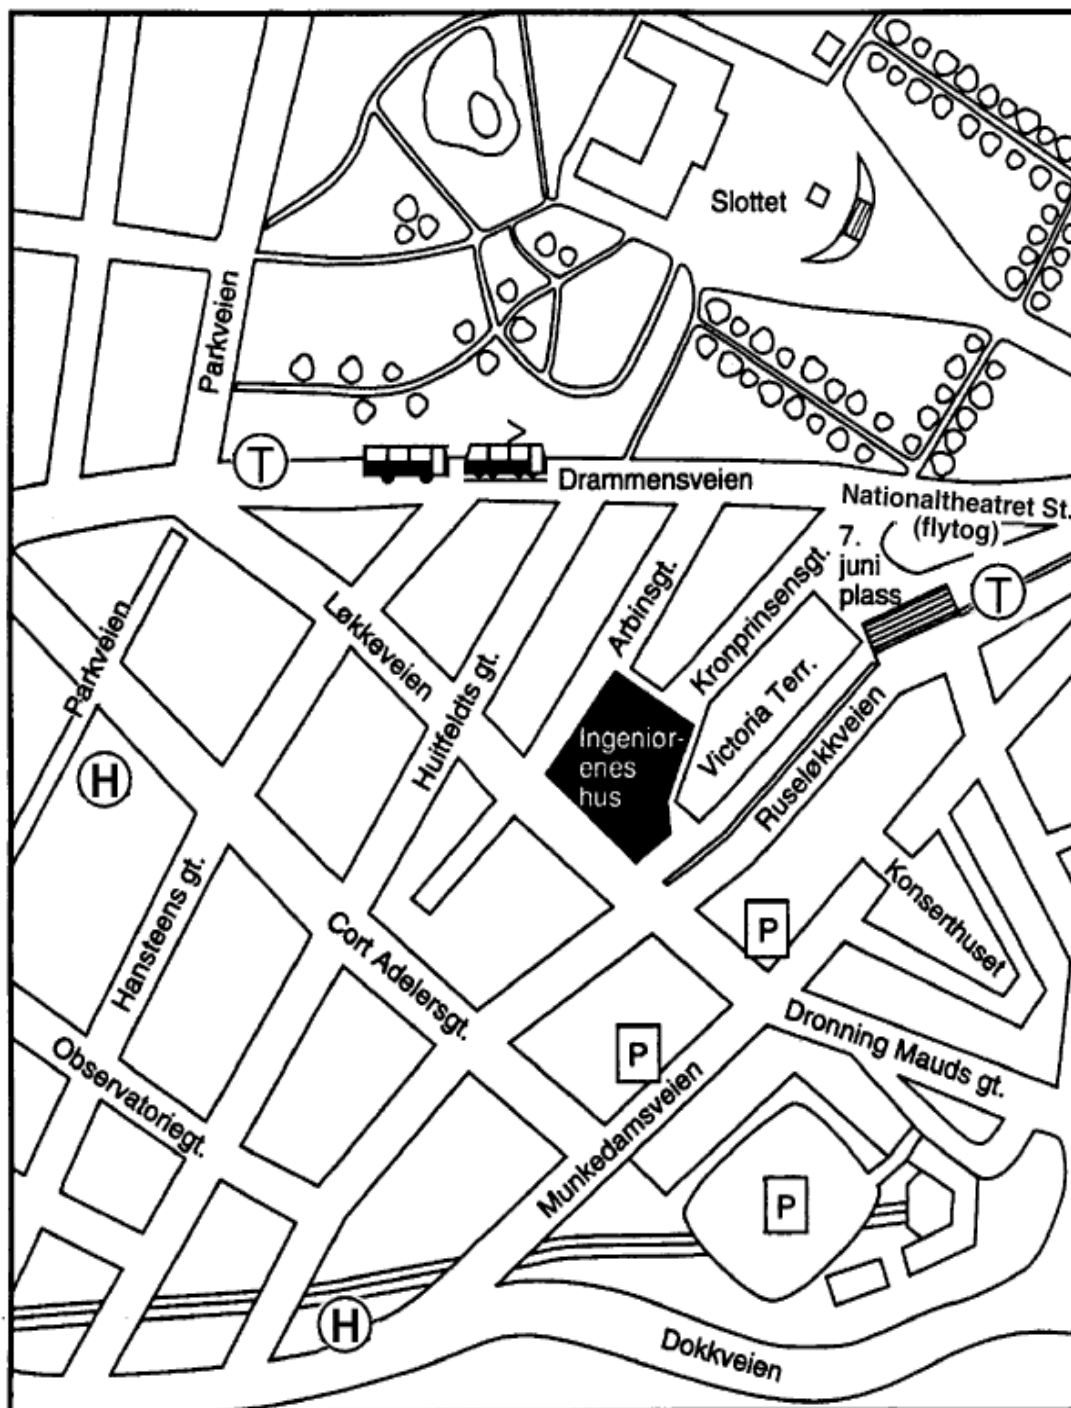 Slottet
Parkveien
T
Drammensveien
Nationaltheatret St.
(flytog)
7.
juni
plass
T
Løkkeveien
Huitfeldts gt.
Arbinsgt.
Kronprinsensgt.
Victoria Terr.
Ruseløkkveien
Parkveien
H
Ingeniør-
enes
hus
Hansteens gt.
Cort Adelersgt.
P
Konserthuset
Observatoriegt.
P
Munkedamsveien
Dronning Mauds gt.
P
H
Dokkveien